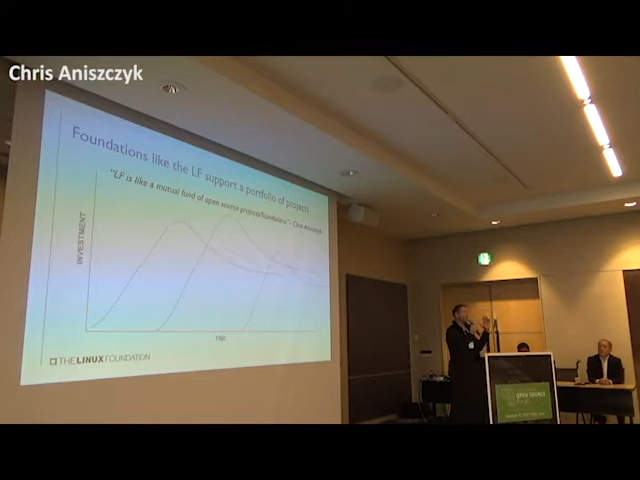 Chris Aniszczyk
Foundations like the LF support a portfolio of projects
"LF is like a mutual fund of open source projects/foundations" - Chris Aniszczyk
INVESTMENT
TIME
THE LINUX FOUNDATION
OPEN SOURCE